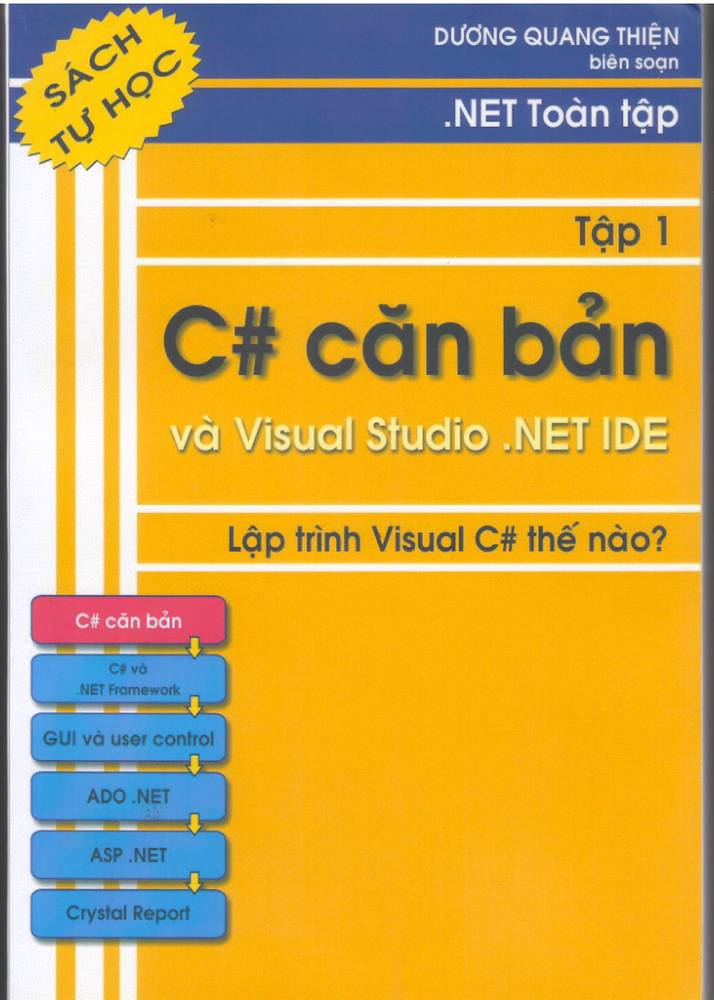 SÁCH
TỰ HỌC
DƯƠNG QUANG THIỆN
biên soạn
.NET Toàn tập
Tập 1
C# căn bản
và Visual Studio .NET IDE
Lập trình Visual C# thế nào?
C# căn bản
C# và
.NET Framework
GUI và user control
ADO .NET
ASP .NET
Crystal Report